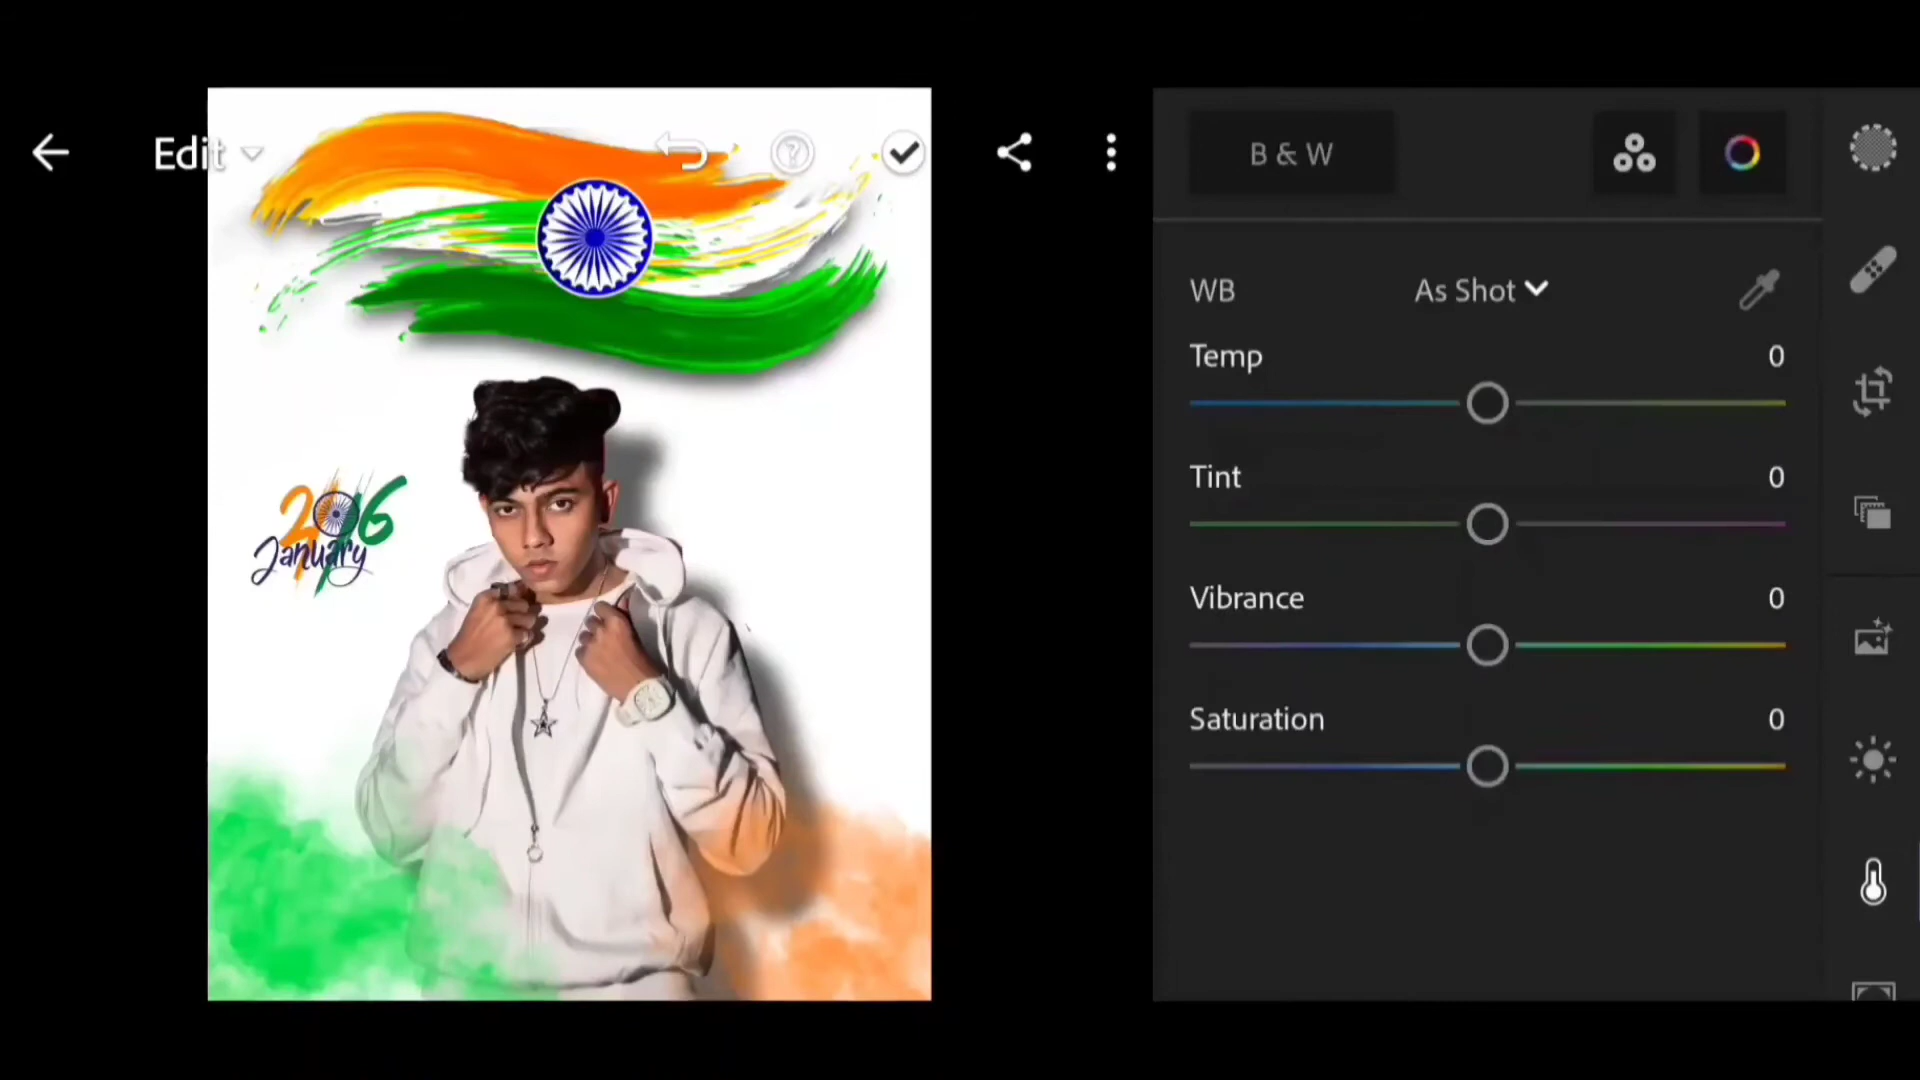 Edit
B & W
WB As Shot
Temp 0
Tint 0
Vibrance 0
Saturation 0
26
January